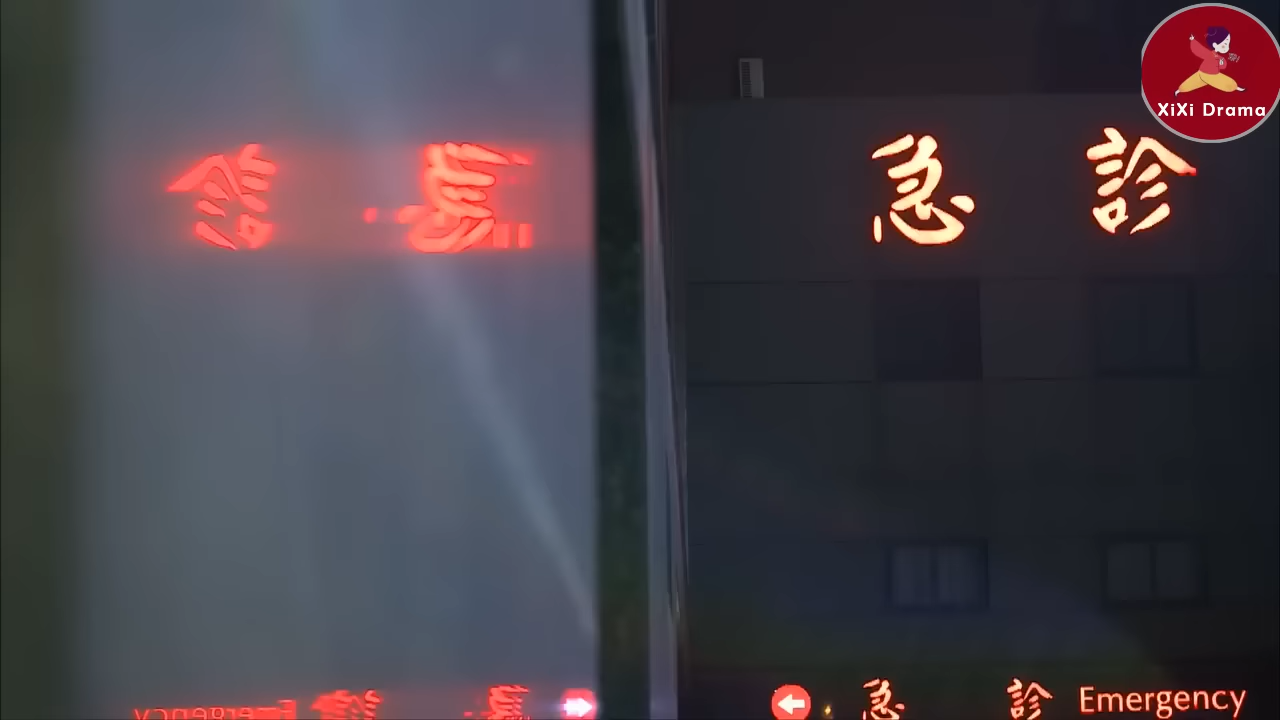 XiXi Drama
急診
急診 Emergency